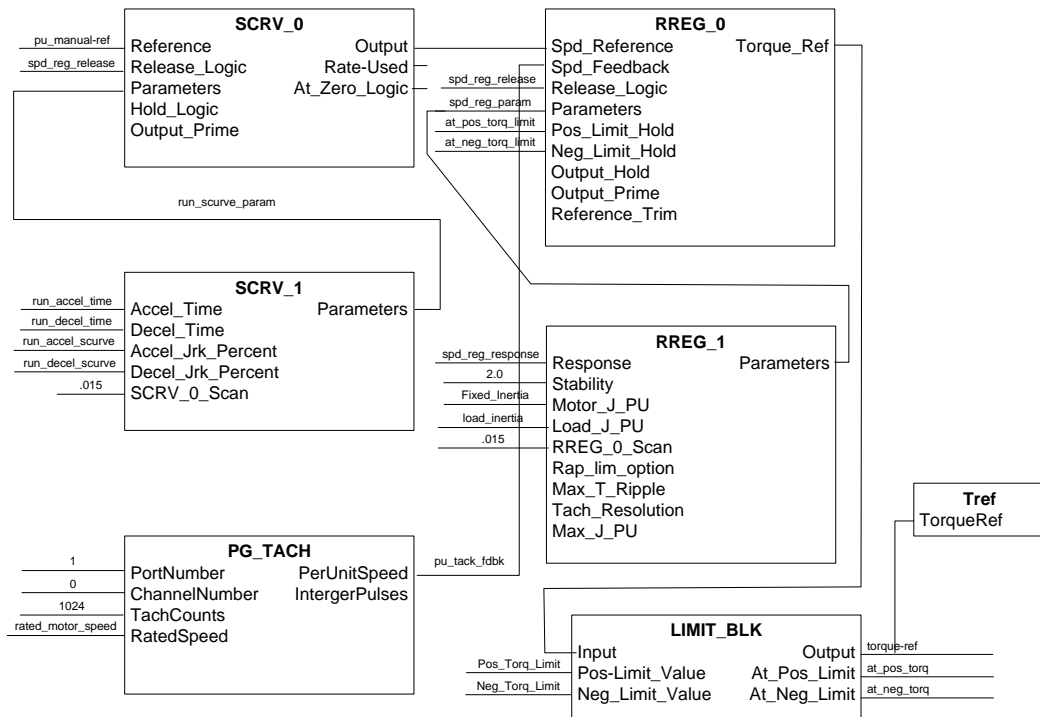 SCRV_0
pu_manual-ref
Reference
Output
spd_reg_release
Release_Logic
Rate-Used
Parameters
At_Zero_Logic
Hold_Logic
Output_Prime
RREG_0
Spd_Reference
Torque_Ref
Spd_Feedback
spd_reg_release
Release_Logic
spd_reg_param
Parameters
at_pos_torq_limit
Pos_Limit_Hold
at_neg_torq_limit
Neg_Limit_Hold
Output_Hold
Output_Prime
Reference_Trim
run_scurve_param
SCRV_1
run_accel_time
Accel_Time
Parameters
run_decel_time
Decel_Time
run_accel_scurve
Accel_Jrk_Percent
run_decel_scurve
Decel_Jrk_Percent
.015
SCRV_0_Scan
RREG_1
spd_reg_response
Response
Parameters
2.0
Stability
Fixed_Inertia
Motor_J_PU
load_inertia
Load_J_PU
.015
RREG_0_Scan
Rap_lim_option
Max_T_Ripple
Tach_Resolution
Max_J_PU
Tref
TorqueRef
PG_TACH
1
PortNumber
PerUnitSpeed
pu_tack_fdbk
0
ChannelNumber
IntergerPulses
1024
TachCounts
rated_motor_speed
RatedSpeed
LIMIT_BLK
Input
Output
torque-ref
Pos_Torq_Limit
Pos-Limit_Value
At_Pos_Limit
at_pos_torq
Neg_Torq_Limit
Neg_Limit_Value
At_Neg_Limit
at_neg_torq